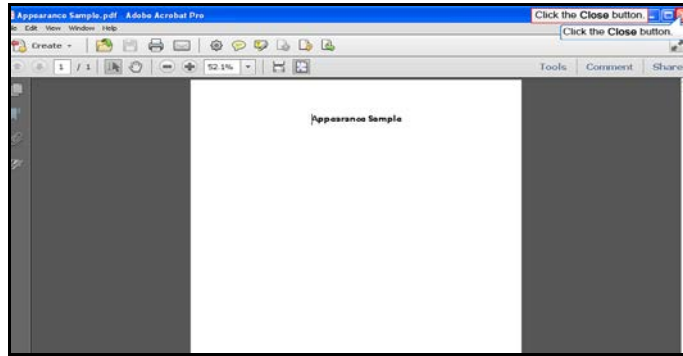 Appearance Sample.pdf - Adobe Acrobat Pro
Click the Close button.
Edit View Window Help
Click the Close button.
Create
1 / 1
52.1%
Tools Comment Share
Appearance Sample